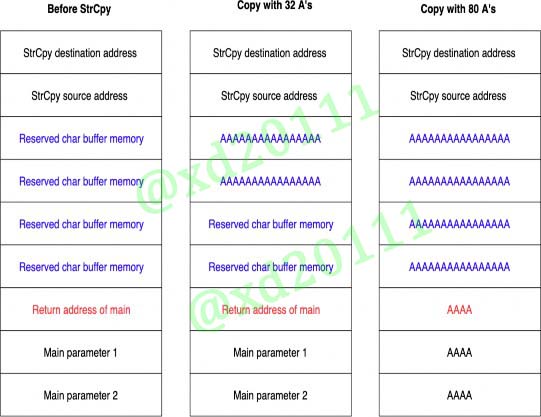 Before StrCpy Copy with 32 A's Copy with 80 A's
StrCpy destination address StrCpy destination address StrCpy destination address
StrCpy source address StrCpy source address StrCpy source address
Reserved char buffer memory AAAAAAAAAAAAAAAA AAAAAAAAAAAAAAAA
Reserved char buffer memory AAAAAAAAAAAAAAAA AAAAAAAAAAAAAAAA
Reserved char buffer memory Reserved char buffer memory AAAAAAAAAAAAAAAA
Reserved char buffer memory Reserved char buffer memory AAAAAAAAAAAAAAAA
Return address of main Return address of main AAAA
Main parameter 1 Main parameter 1 AAAA
Main parameter 2 Main parameter 2 AAAA
@xd20111
@xd20111